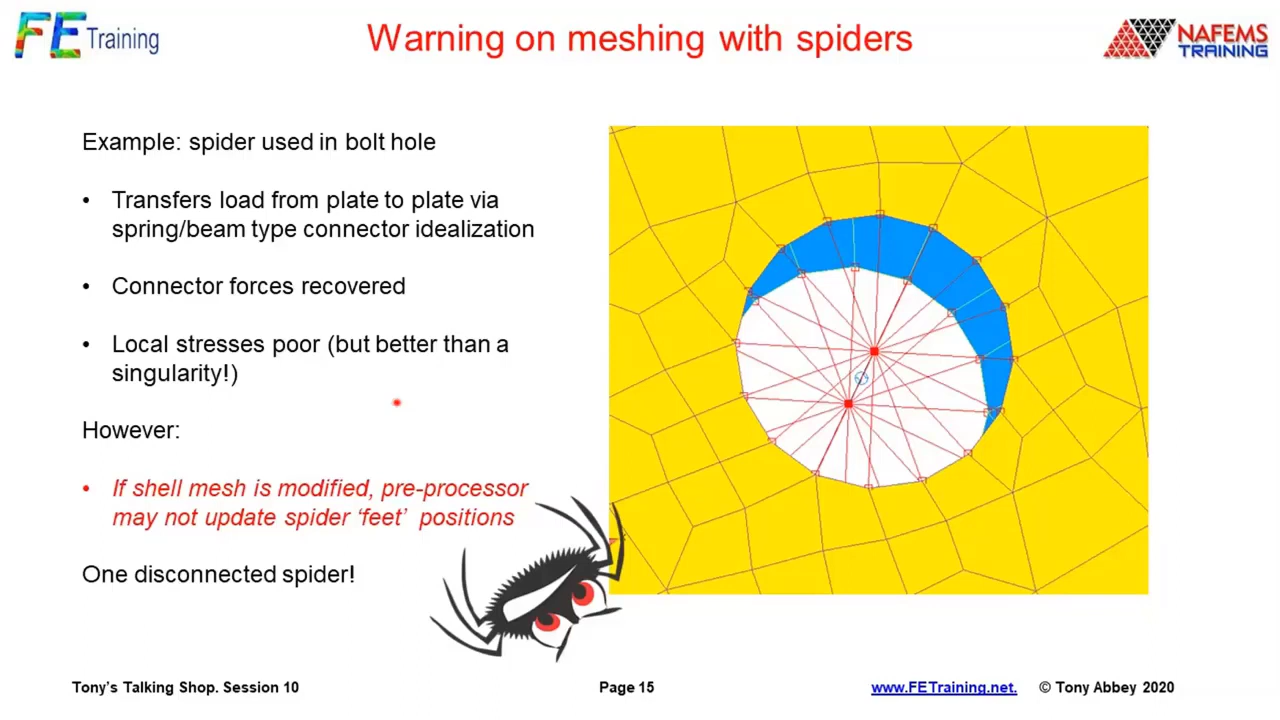 FE Training
Warning on meshing with spiders
NAFEMS
TRAINING
Example: spider used in bolt hole
• Transfers load from plate to plate via
spring/beam type connector idealization
• Connector forces recovered
• Local stresses poor (but better than a
singularity!)
However:
• If shell mesh is modified, pre-processor
may not update spider ‘feet’ positions
One disconnected spider!
Tony’s Talking Shop. Session 10
Page 15
www.FETraining.net. © Tony Abbey 2020